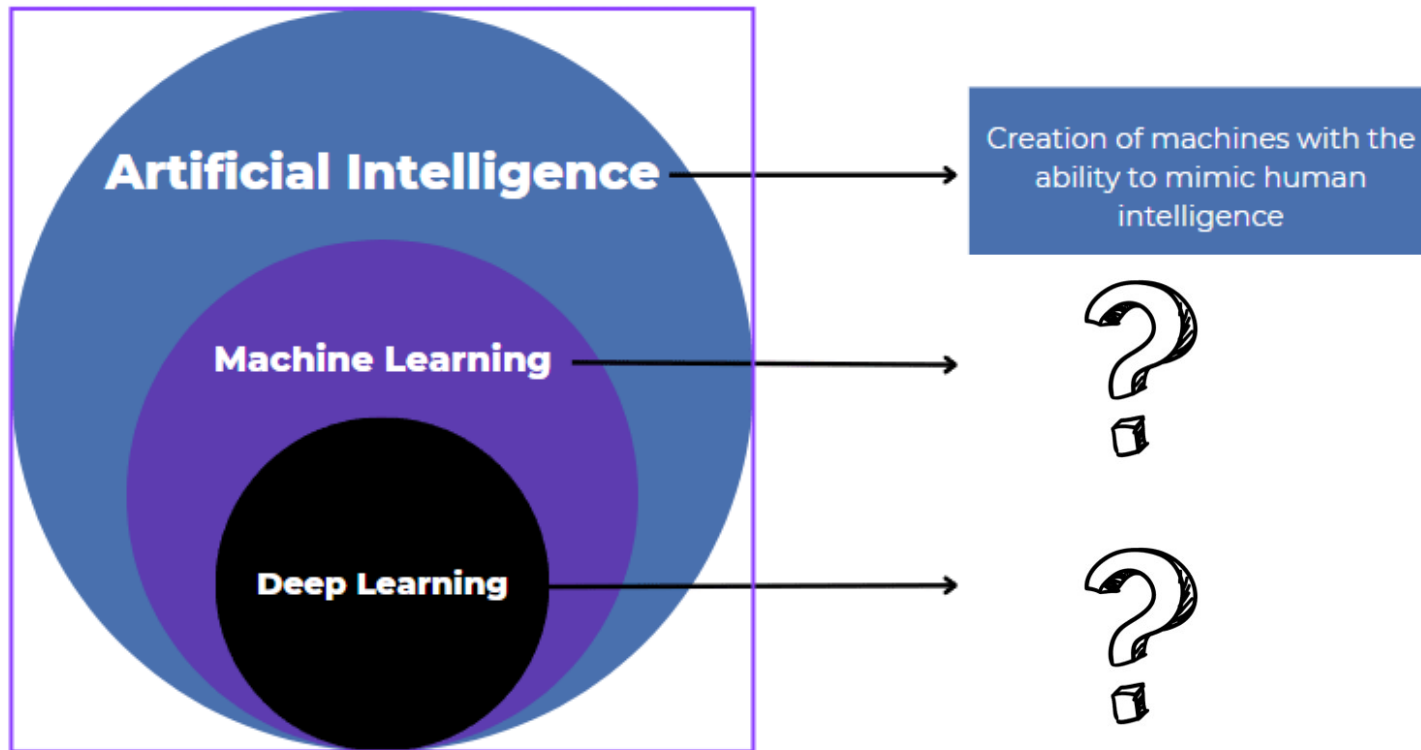 Artificial Intelligence
Creation of machines with the
ability to mimic human
intelligence
Machine Learning
?
Deep Learning
?